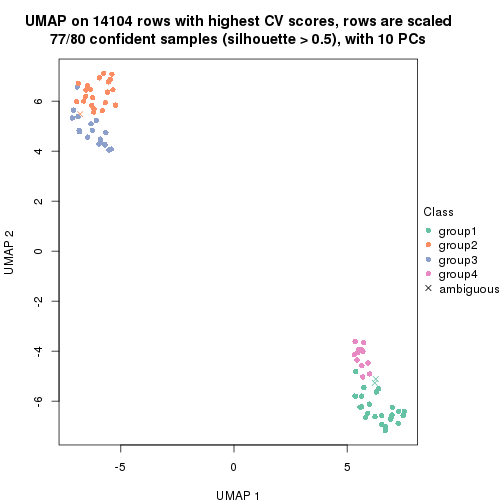 UMAP on 14104 rows with highest CV scores, rows are scaled
77/80 confident samples (silhouette > 0.5), with 10 PCs
6
4
2
0
-2
-4
-6
UMAP 2
-5
0
5
UMAP 1
Class
group1
group2
group3
group4
ambiguous